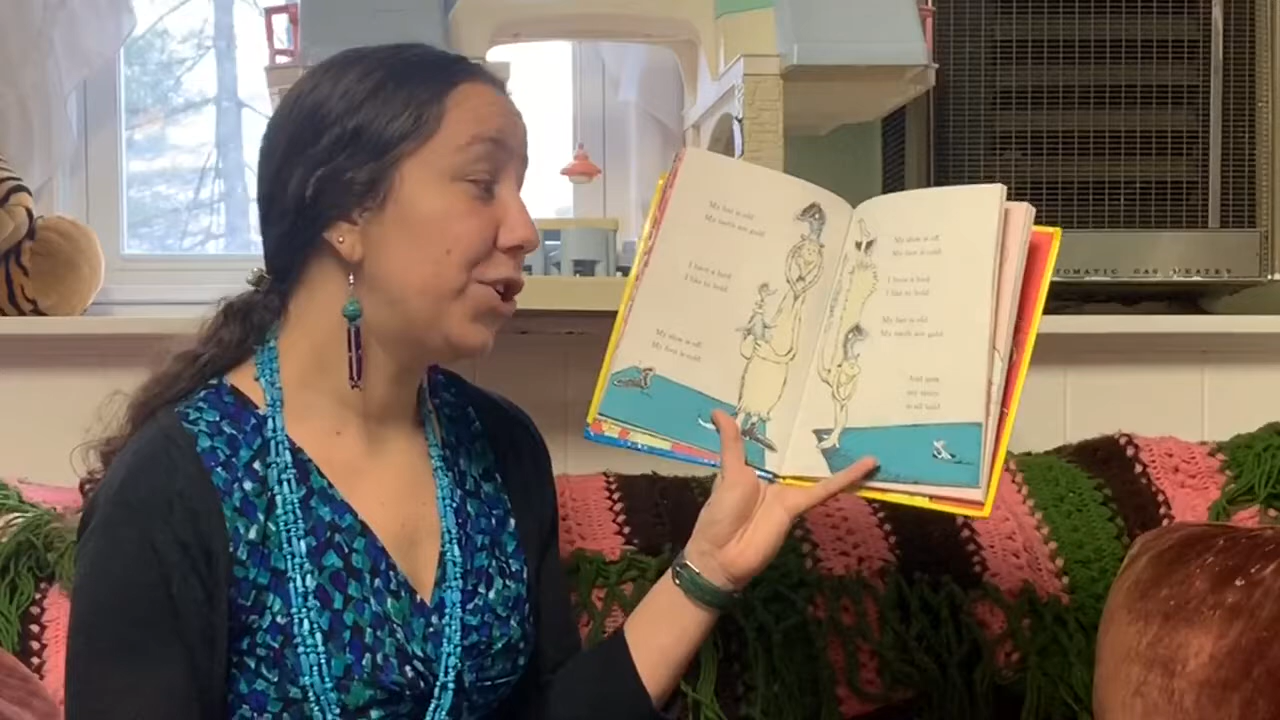 My hat is old.
My teeth are gold.
I have a bird
I like to hold.
My shoe is off.
My foot is cold.
My shoe is off.
My foot is cold.
I have a bird
I like to hold.
My hat is old.
My teeth are gold.
And now
my story
is all told.
AUTOMATIC GAS HEATER